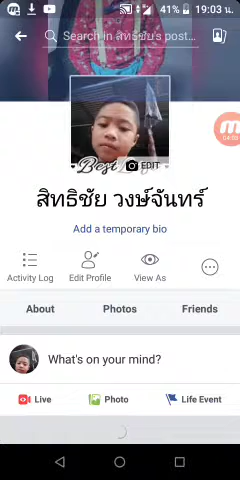 41% 19:03 น.
Search in สิทธิชัย's post...
Best
EDIT
สิทธิชัย วงษ์จันทร์
Add a temporary bio
Activity Log
Edit Profile
View As
About
Photos
Friends
What's on your mind?
Live
Photo
Life Event